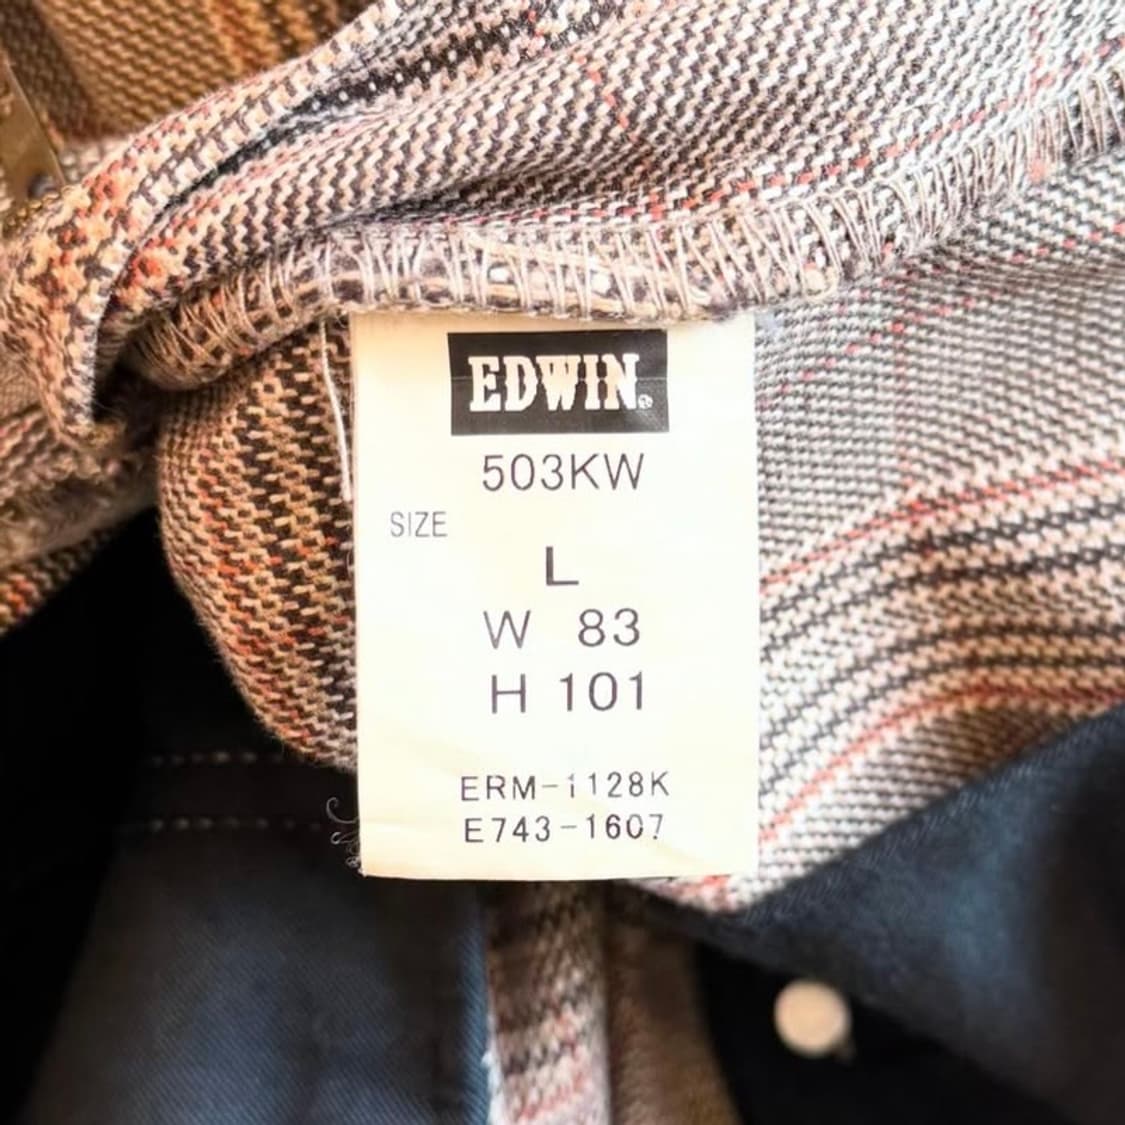 EDWIN®
503KW
SIZE
L
W 83
H 101
ERM-1128K
E743-1607